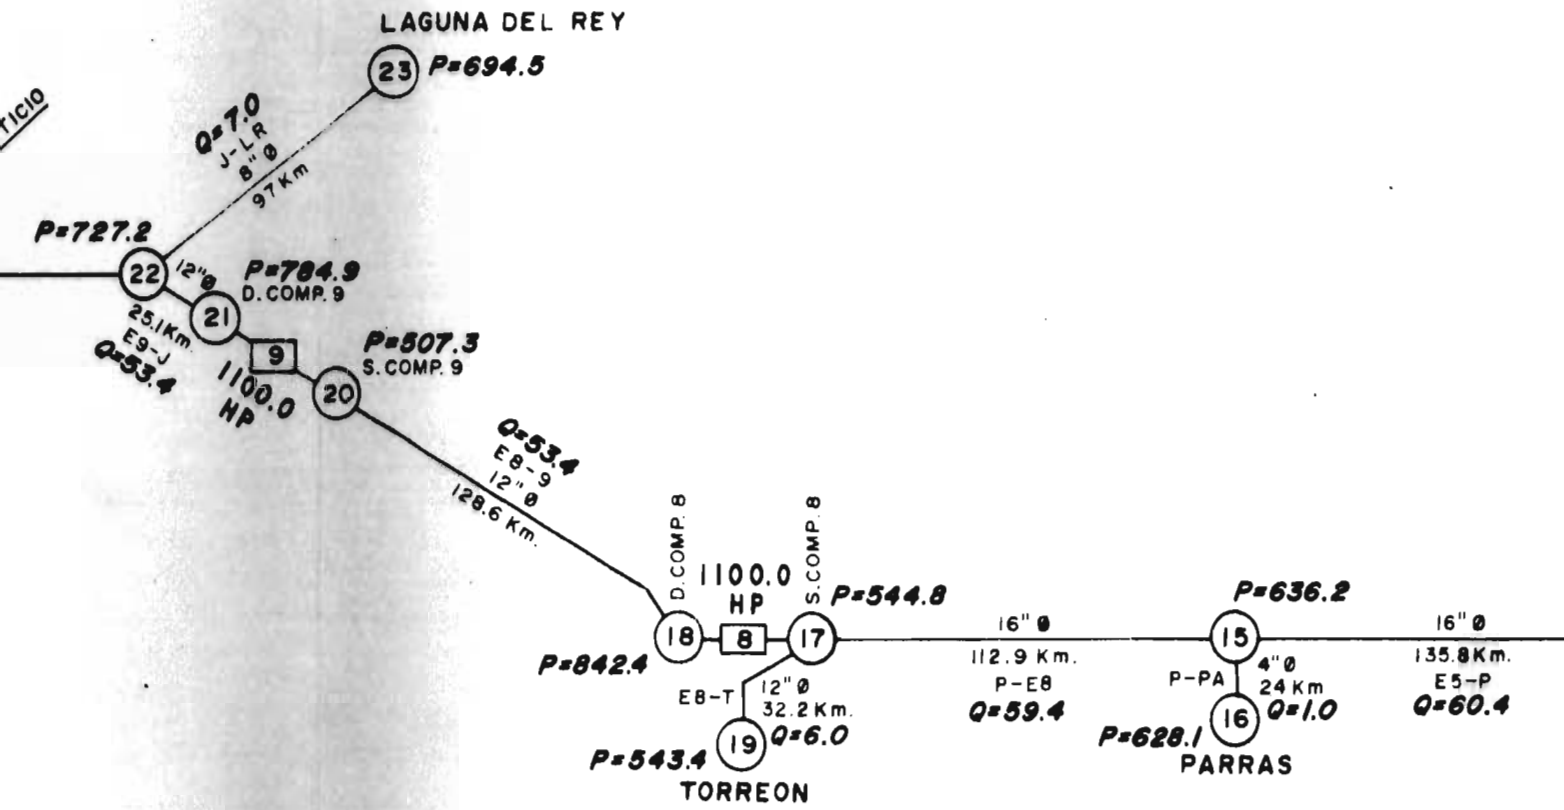 LAGUNA DEL REY
23
P=694.5
TICIO
Q=7.0
J-LR
8"Ø
97 Km
P=727.2
22
12"Ø
P=784.9
D. COMP. 9
21
25.1 Km.
E9-J
Q=53.4
9
1100.0
HP
P=507.3
S. COMP. 9
20
Q=53.4
E8-9
12"Ø
128.6 Km.
D. COMP. 8
1100.0
HP
S. COMP. 8
P=544.8
18
8
17
P=842.4
E8-T
12"Ø
32.2 Km.
Q=6.0
19
P=543.4
TORREON
16"Ø
112.9 Km.
P-E8
Q=59.4
P=636.2
15
P-PA
4"Ø
24 Km
Q=1.0
16
P=628.1
PARRAS
16"Ø
135.8 Km.
E5-P
Q=60.4